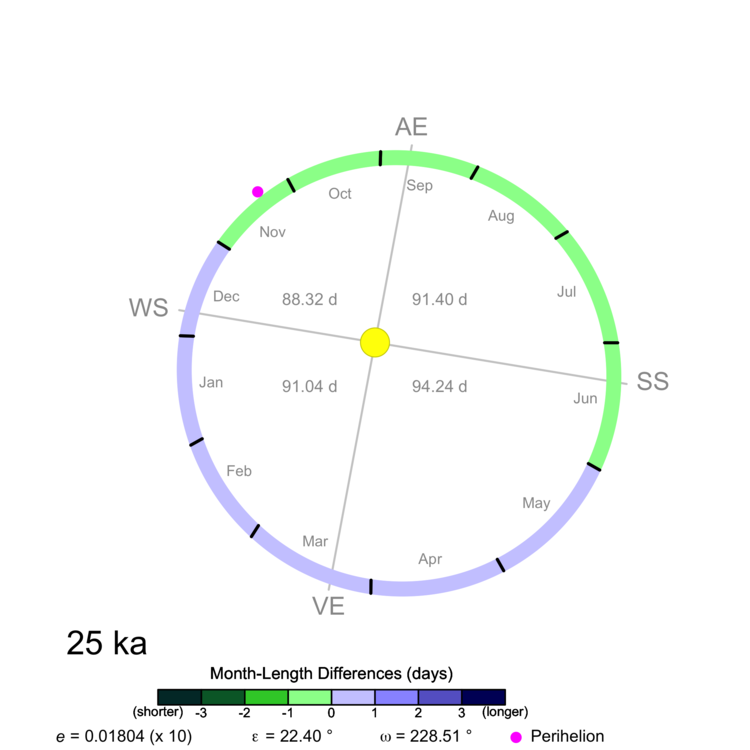 AE
Oct
Sep
Aug
Nov
Dec
88.32 d
91.40 d
Jul
WS
SS
Jan
91.04 d
94.24 d
Jun
Feb
May
Mar
Apr
VE
25 ka
Month-Length Differences (days)
(shorter) -3 -2 -1 0 1 2 3 (longer)
e = 0.01804 (x 10) ε = 22.40 ° ω = 228.51 ° Perihelion